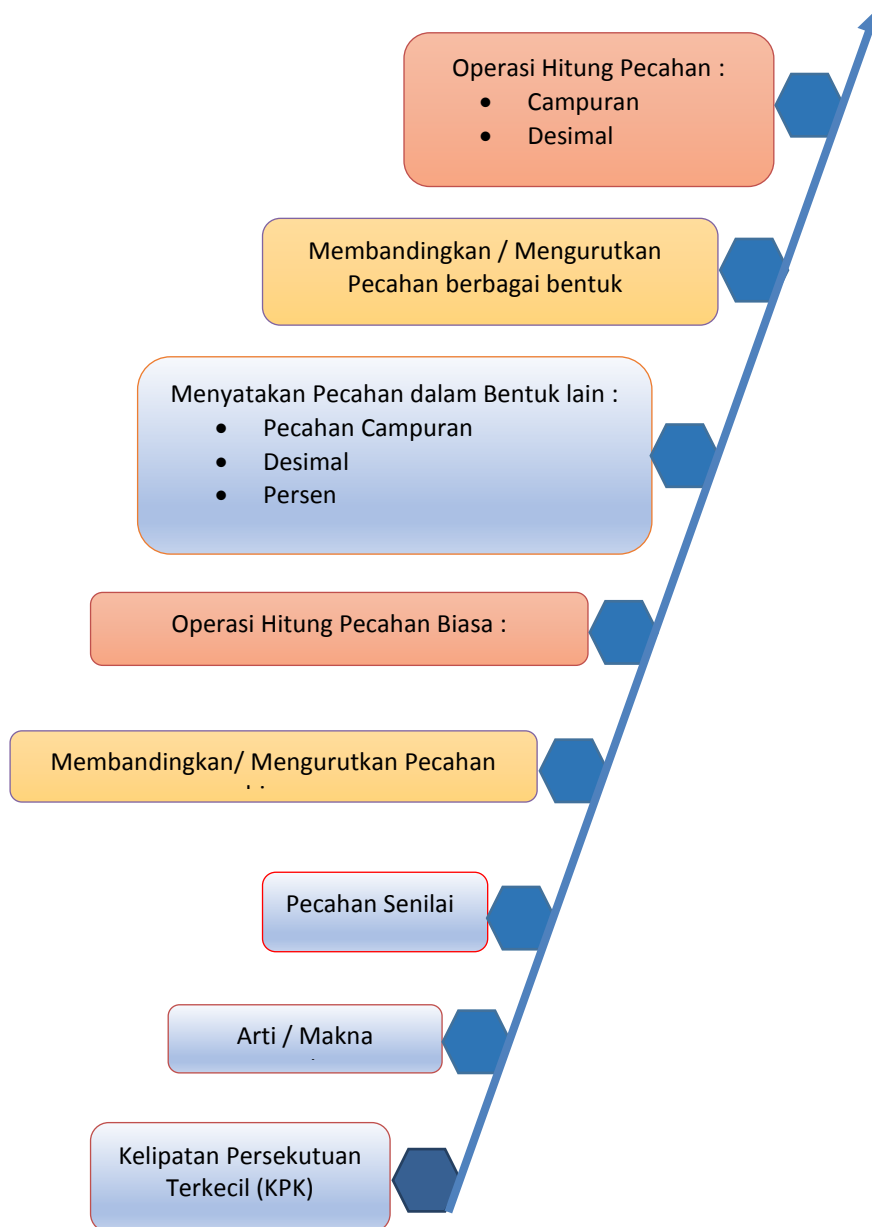 Operasi Hitung Pecahan :
• Campuran
• Desimal
Membandingkan / Mengurutkan
Pecahan berbagai bentuk
Menyatakan Pecahan dalam Bentuk lain :
• Pecahan Campuran
• Desimal
• Persen
Operasi Hitung Pecahan Biasa :
Membandingkan/ Mengurutkan Pecahan
Pecahan Senilai
Arti / Makna
Kelipatan Persekutuan
Terkecil (KPK)